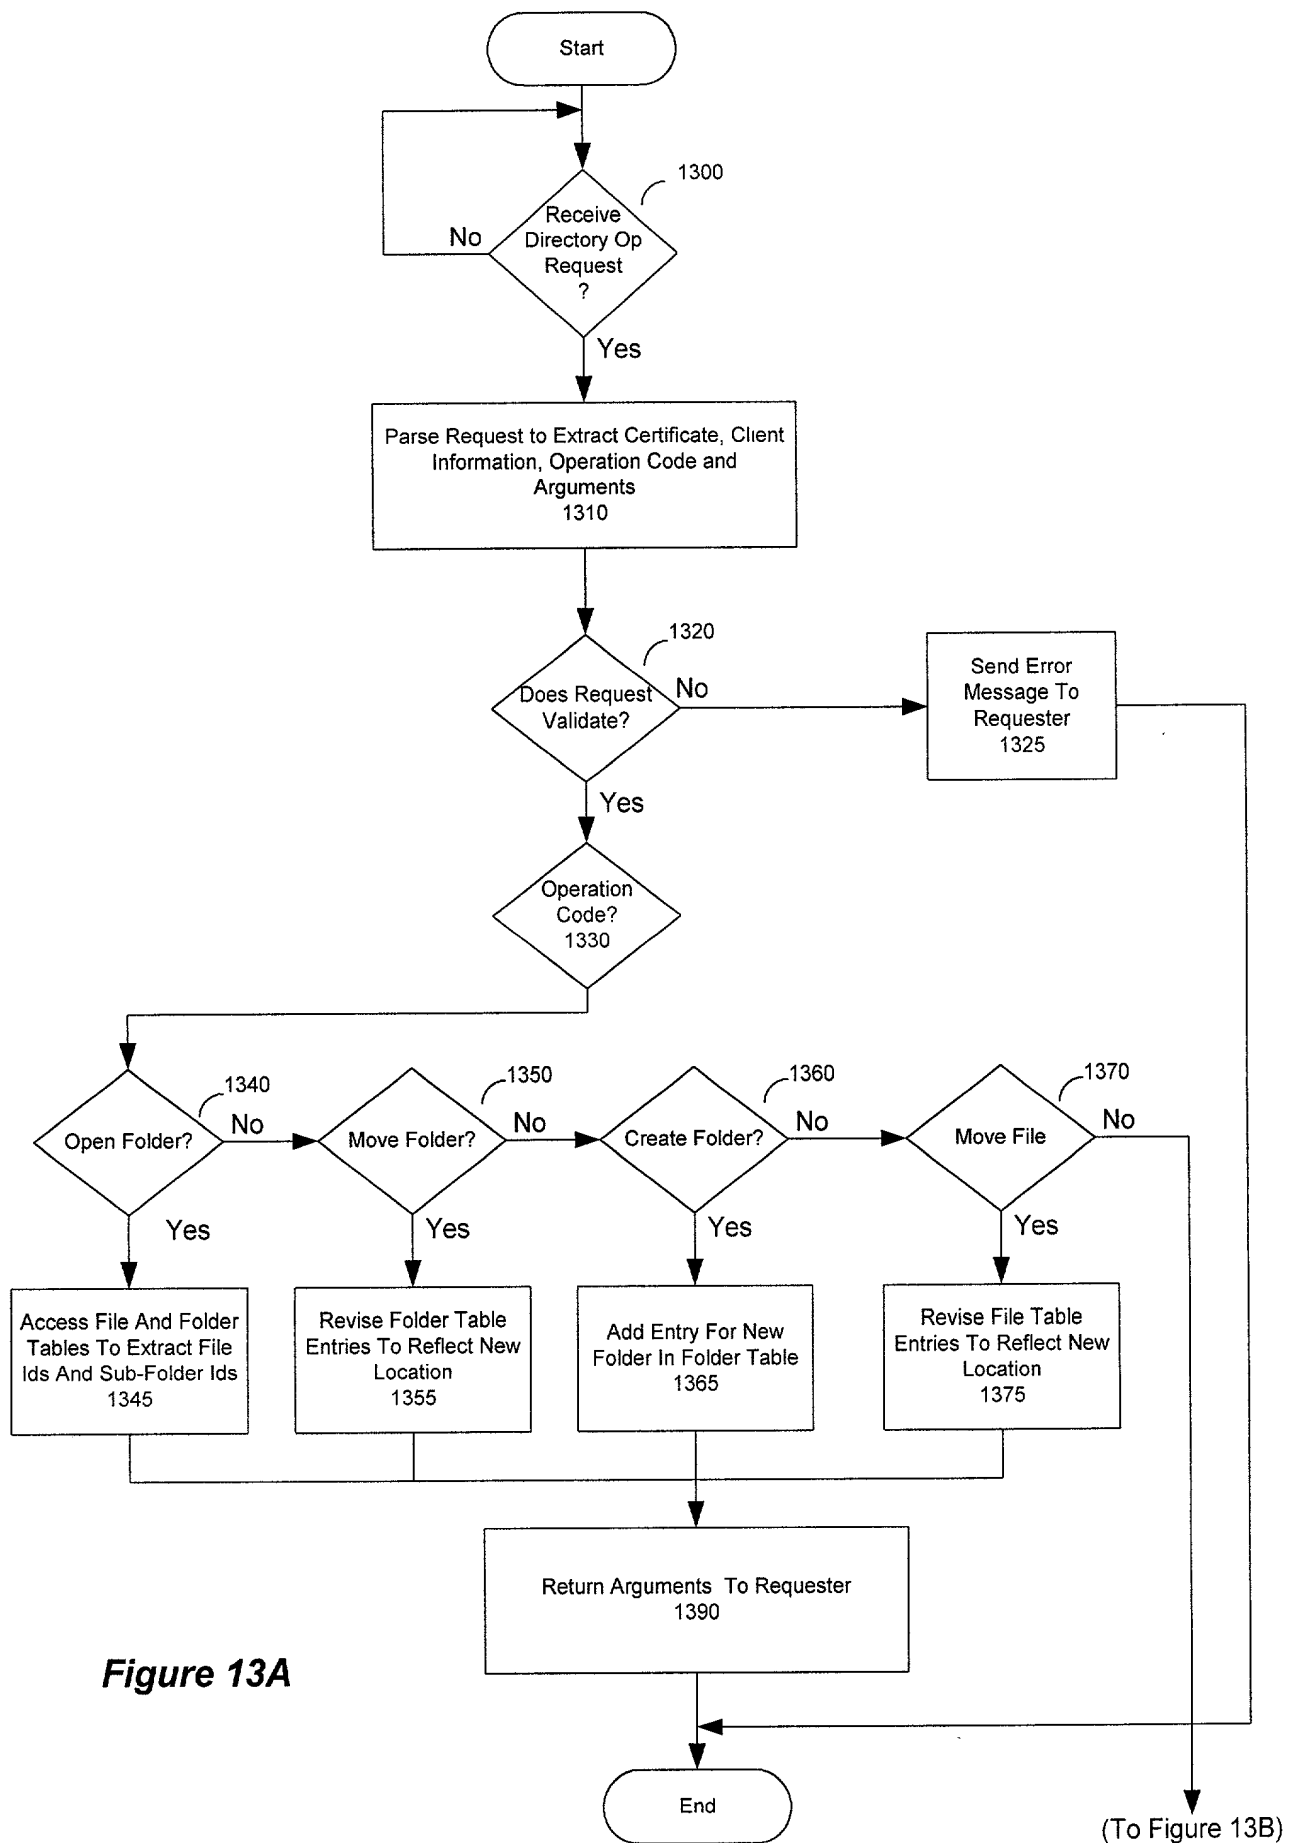 Start
1300
Receive
Directory Op
Request
?
No
Yes
Parse Request to Extract Certificate, Client
Information, Operation Code and
Arguments
1310
1320
Does Request
Validate?
No
Send Error
Message To
Requester
1325
Yes
Operation
Code?
1330
1340
Open Folder?
No
1350
Move Folder?
No
1360
Create Folder?
No
1370
Move File
No
Yes
Yes
Yes
Yes
Access File And Folder
Tables To Extract File
Ids And Sub-Folder Ids
1345
Revise Folder Table
Entries To Reflect New
Location
1355
Add Entry For New
Folder In Folder Table
1365
Revise File Table
Entries To Reflect New
Location
1375
Return Arguments To Requester
1390
Figure 13A
End
(To Figure 13B)